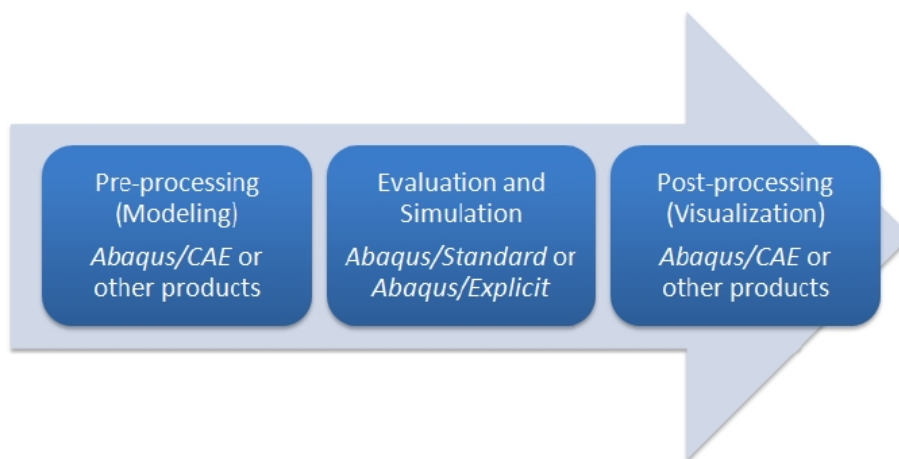 Pre-processing
(Modeling)
Abaqus/CAE or
other products
Evaluation and
Simulation
Abaqus/Standard or
Abaqus/Explicit
Post-processing
(Visualization)
Abaqus/CAE or
other products